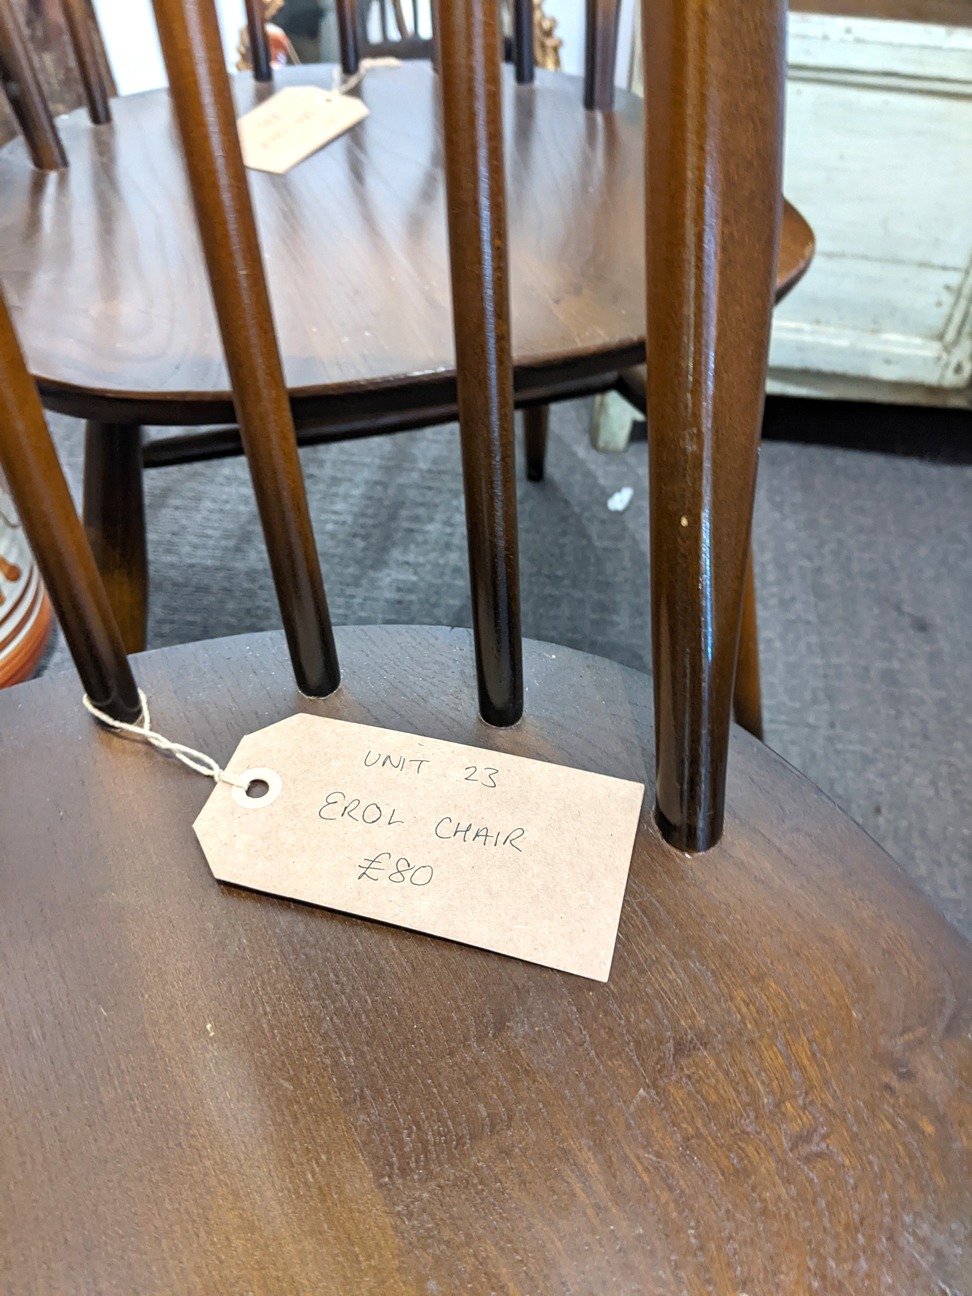 UNIT 23
EROL CHAIR
£80